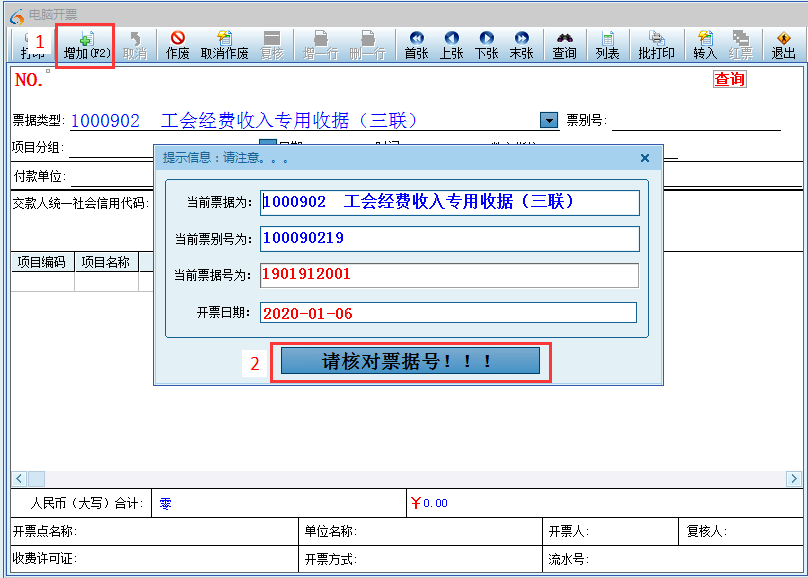 电脑开票
1
打印 增加(F2) 取消 作废 取消作废 复核 增一行 删一行 首张 上张 下张 末张 查询 列表 批打印 转入 红票 退出
NO.
查询
票据类型: 1000902 工会经费收入专用收据（三联） 票别号:
项目分组:
付款单位:
交款人统一社会信用代码:
项目编码 项目名称
提示信息：请注意。。。
当前票据为: 1000902 工会经费收入专用收据（三联）
当前票别号为: 100090219
当前票据号为: 1901912001
开票日期: 2020-01-06
2 请核对票据号！！！
人民币（大写）合计: 零 ￥0.00
开票点名称: 单位名称: 开票人: 复核人:
收费许可证: 开票方式: 流水号: